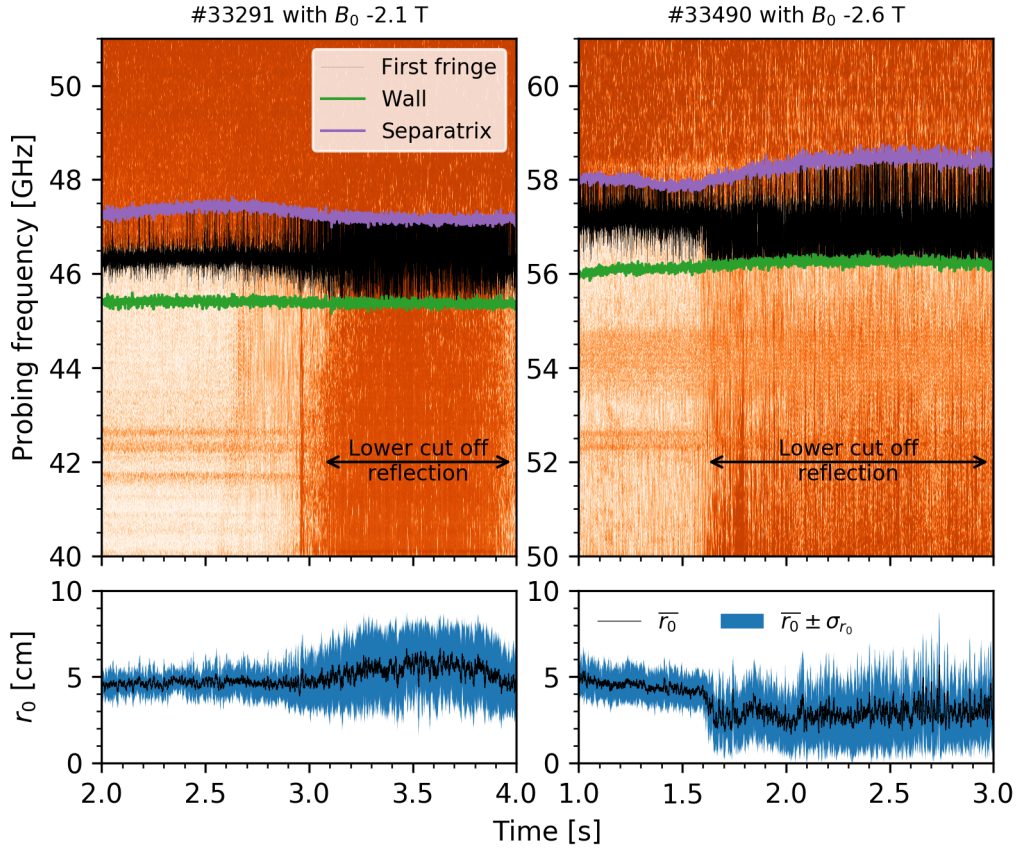 #33291 with B₀ -2.1 T
#33490 with B₀ -2.6 T
Probing frequency [GHz]
50
48
46
44
42
40
First fringe
Wall
Separatrix
Lower cut off
reflection
60
58
56
54
52
50
Lower cut off
reflection
r₀ [cm]
10
5
0
2.0 2.5 3.0 3.5 4.0
10
5
0
r̅₀
r̅₀ ± σ_r₀
1.0 1.5 2.0 2.5 3.0
Time [s]